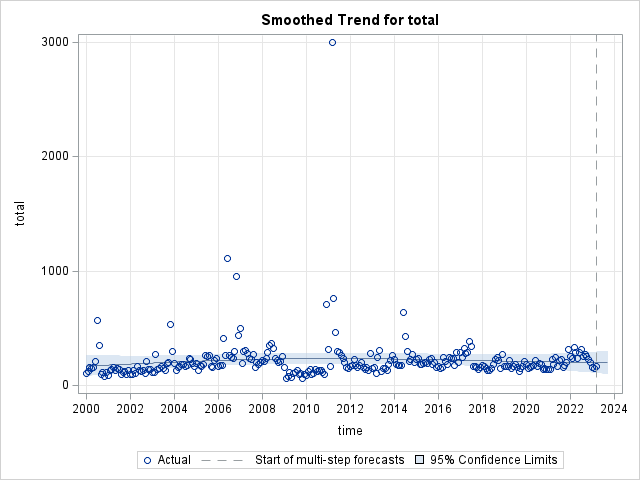 Smoothed Trend for total
3000
2000
1000
0
total
2000 2002 2004 2006 2008 2010 2012 2014 2016 2018 2020 2022 2024
time
Actual Start of multi-step forecasts 95% Confidence Limits